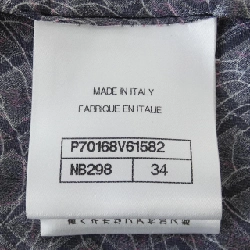 MADE IN ITALY
FABRIQUE EN ITALIE
P70168V61582
NB298 34